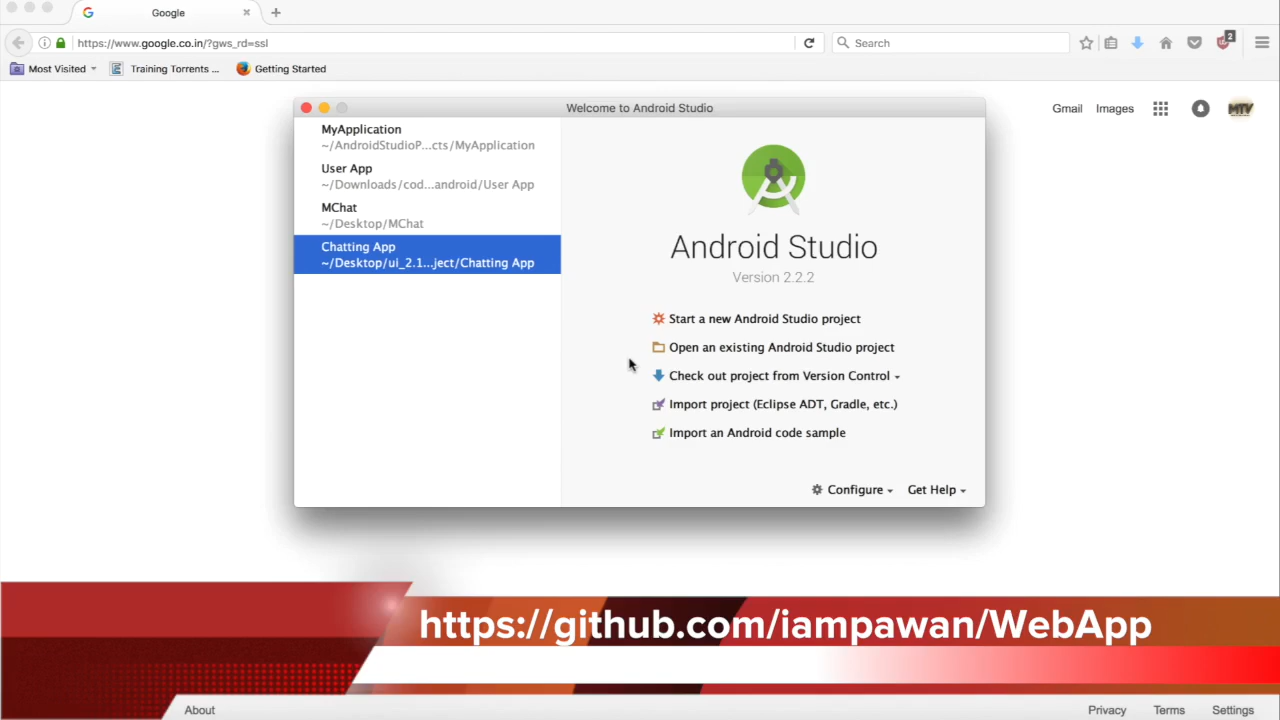 Google
https://www.google.co.in/?gws_rd=ssl
Search
2
Most Visited
Training Torrents ...
Getting Started
Gmail
Images
MTV
Welcome to Android Studio
MyApplication
~/AndroidStudioP...cts/MyApplication
User App
~/Downloads/cod...android/User App
MChat
~/Desktop/MChat
Chatting App
~/Desktop/ui_2.1...ject/Chatting App
Android Studio
Version 2.2.2
Start a new Android Studio project
Open an existing Android Studio project
Check out project from Version Control
Import project (Eclipse ADT, Gradle, etc.)
Import an Android code sample
Configure
Get Help
https://github.com/iampawan/WebApp
About
Privacy
Terms
Settings